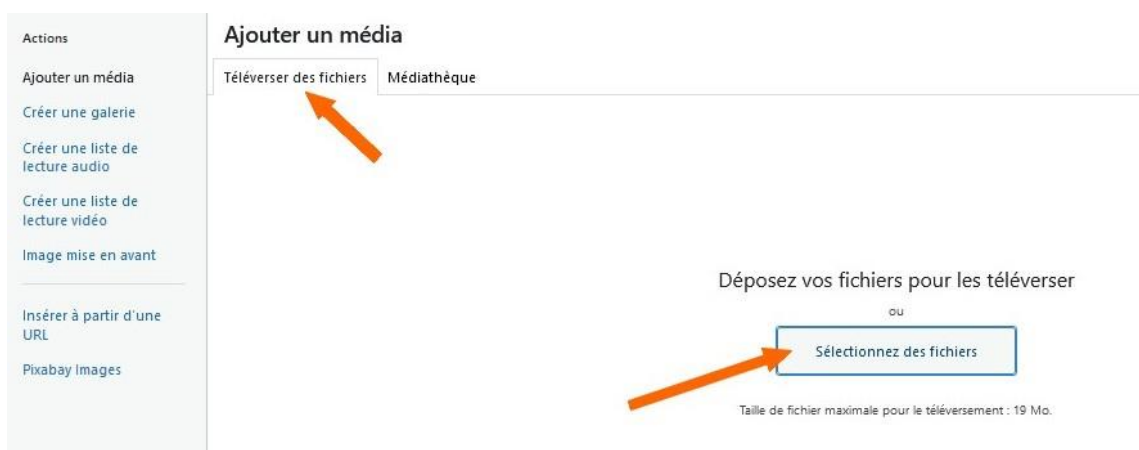 Actions
Ajouter un média
Créer une galerie
Créer une liste de
lecture audio
Créer une liste de
lecture vidéo
Image mise en avant
Insérer à partir d'une
URL
Pixabay Images
Ajouter un média
Téléverser des fichiers
Médiathèque
Déposez vos fichiers pour les téléverser
ou
Sélectionnez des fichiers
Taille de fichier maximale pour le téléversement : 19 Mo.